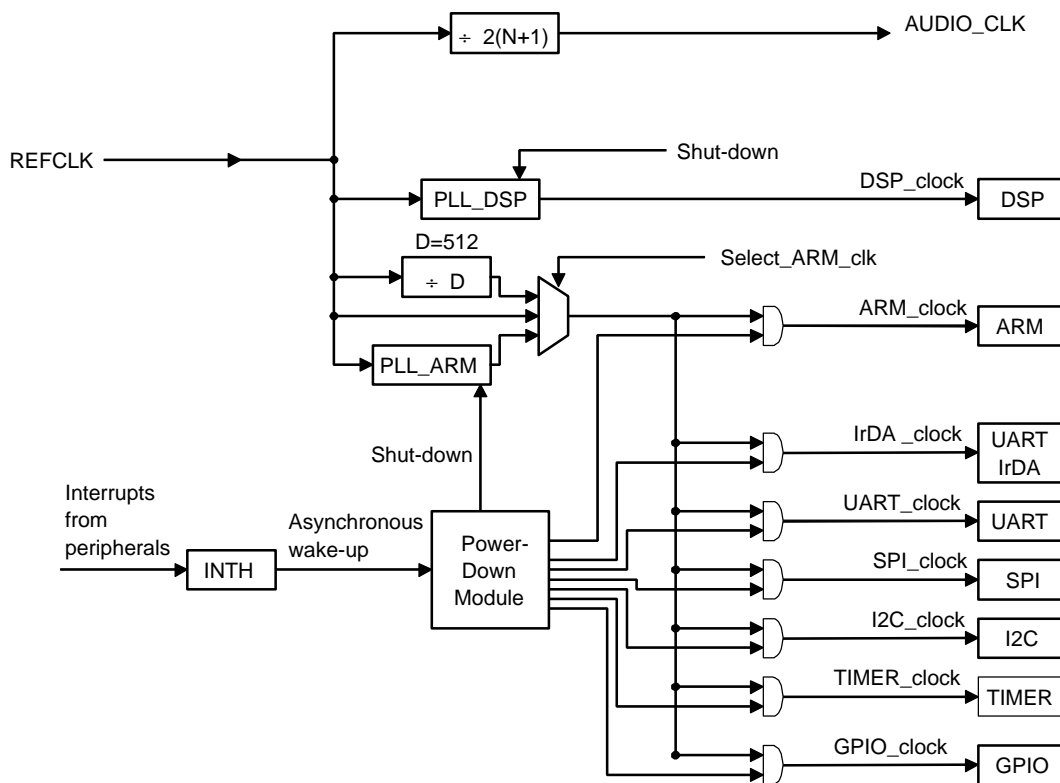 ÷ 2(N+1)
AUDIO_CLK
REFCLK
Shut-down
PLL_DSP
DSP_clock
DSP
D=512
÷ D
Select_ARM_clk
ARM_clock
ARM
PLL_ARM
Shut-down
IrDA _clock
UART
IrDA
Interrupts
from
peripherals
INTH
Asynchronous
wake-up
Power-
Down
Module
UART_clock
UART
SPI_clock
SPI
I2C_clock
I2C
TIMER_clock
TIMER
GPIO_clock
GPIO